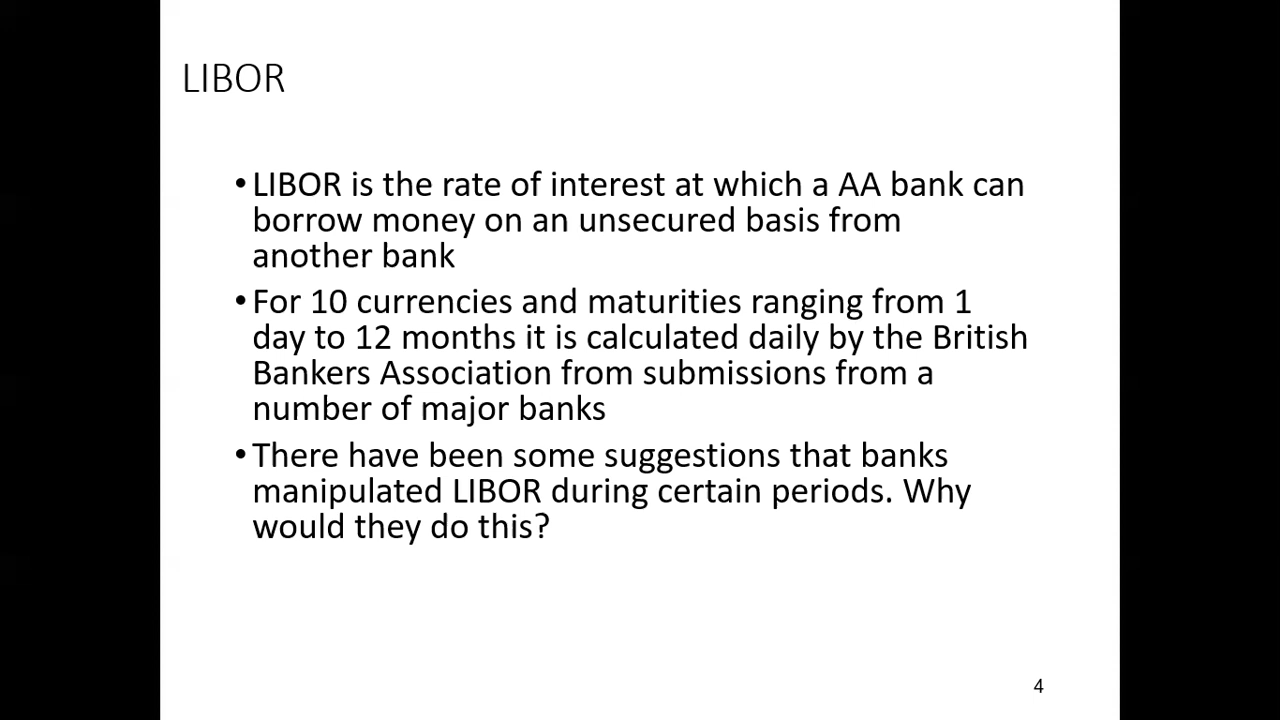 LIBOR
•LIBOR is the rate of interest at which a AA bank can
borrow money on an unsecured basis from
another bank
•For 10 currencies and maturities ranging from 1
day to 12 months it is calculated daily by the British
Bankers Association from submissions from a
number of major banks
•There have been some suggestions that banks
manipulated LIBOR during certain periods. Why
would they do this?
4